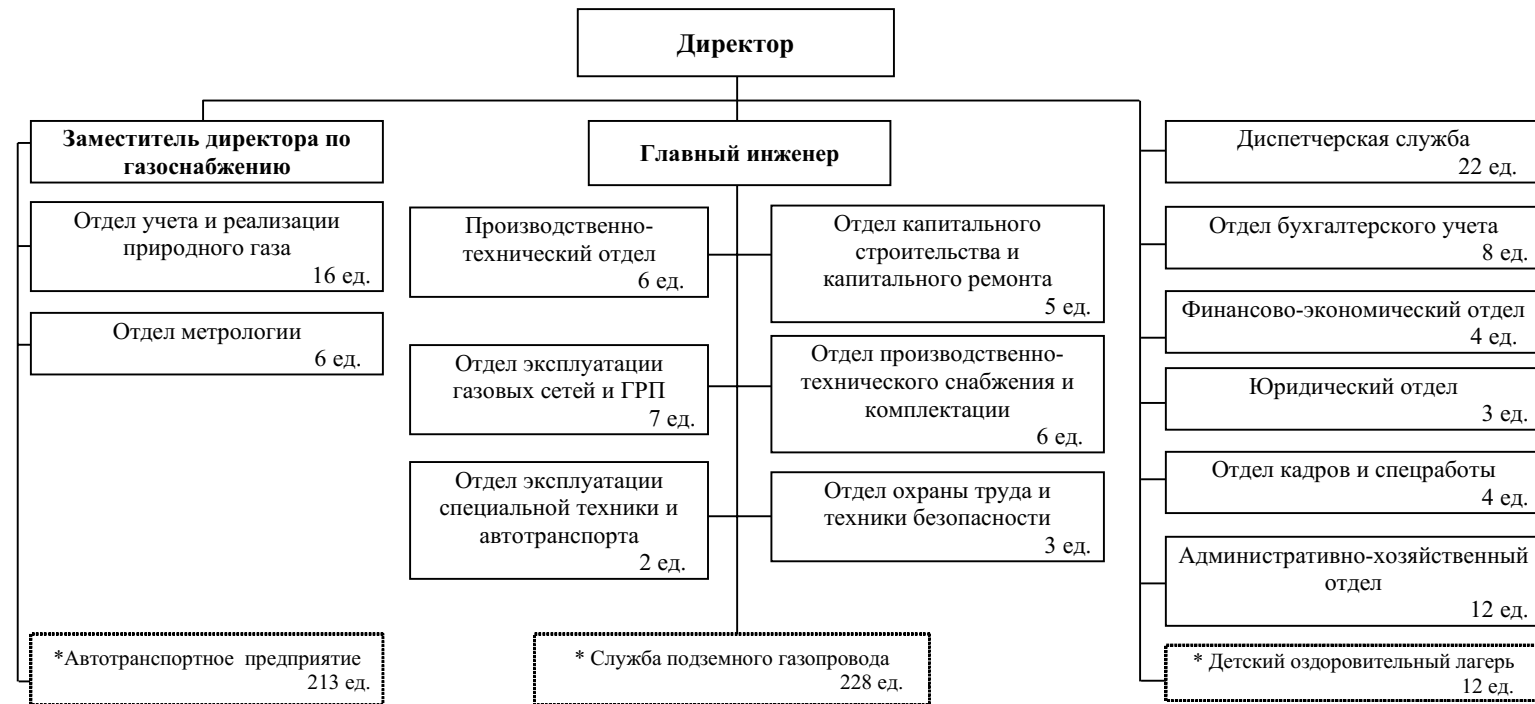 Директор
Заместитель директора по
газоснабжению
Отдел учета и реализации
природного газа
16 ед.
Отдел метрологии
6 ед.
*Автотранспортное предприятие
213 ед.
Главный инженер
Производственно-
технический отдел
6 ед.
Отдел капитального
строительства и
капитального ремонта
5 ед.
Отдел эксплуатации
газовых сетей и ГРП
7 ед.
Отдел производственно-
технического снабжения и
комплектации
6 ед.
Отдел эксплуатации
специальной техники и
автотранспорта
2 ед.
Отдел охраны труда и
техники безопасности
3 ед.
* Служба подземного газопровода
228 ед.
Диспетчерская служба
22 ед.
Отдел бухгалтерского учета
8 ед.
Финансово-экономический отдел
4 ед.
Юридический отдел
3 ед.
Отдел кадров и спецработы
4 ед.
Административно-хозяйственный
отдел
12 ед.
* Детский оздоровительный лагерь
12 ед.